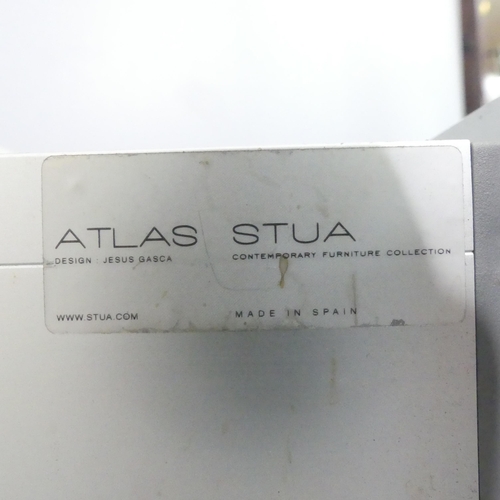 ATLAS STUA
DESIGN : JESUS GASCA CONTEMPORARY FURNITURE COLLECTION
WWW.STUA.COM MADE IN SPAIN